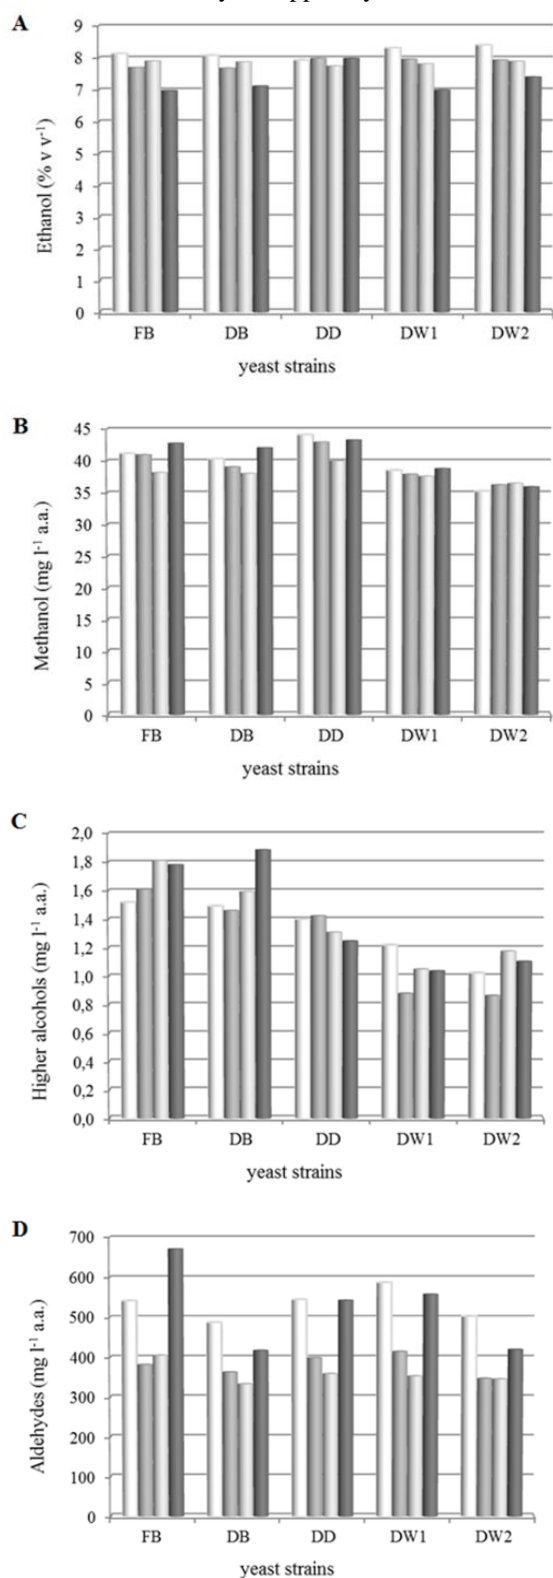 A
Ethanol (% v v⁻¹)
9
8
7
6
5
4
3
2
1
0
FB DB DD DW1 DW2
yeast strains
B
Methanol (mg l⁻¹ a.a.)
45
40
35
30
25
20
15
10
5
0
FB DB DD DW1 DW2
yeast strains
C
Higher alcohols (mg l⁻¹ a.a.)
2,0
1,8
1,6
1,4
1,2
1,0
0,8
0,6
0,4
0,2
0,0
FB DB DD DW1 DW2
yeast strains
D
Aldehydes (mg l⁻¹ a.a.)
700
600
500
400
300
200
100
0
FB DB DD DW1 DW2
yeast strains